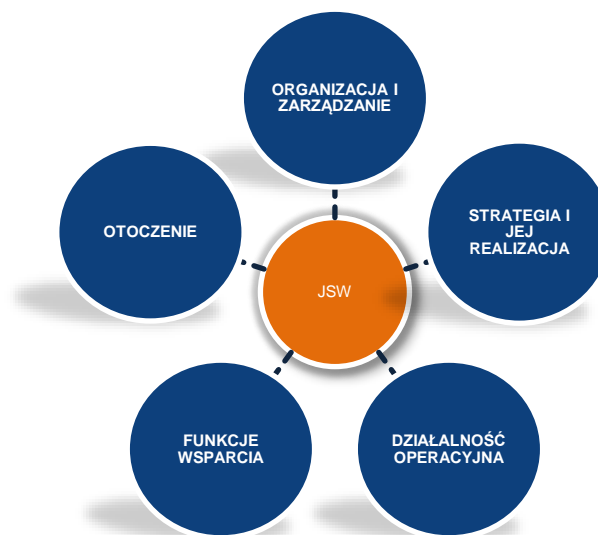 ORGANIZACJA I
ZARZĄDZANIE
STRATEGIA I
JEJ
REALIZACJA
OTOCZENIE
JSW
FUNKCJE
WSPARCIA
DZIAŁALNOŚĆ
OPERACYJNA